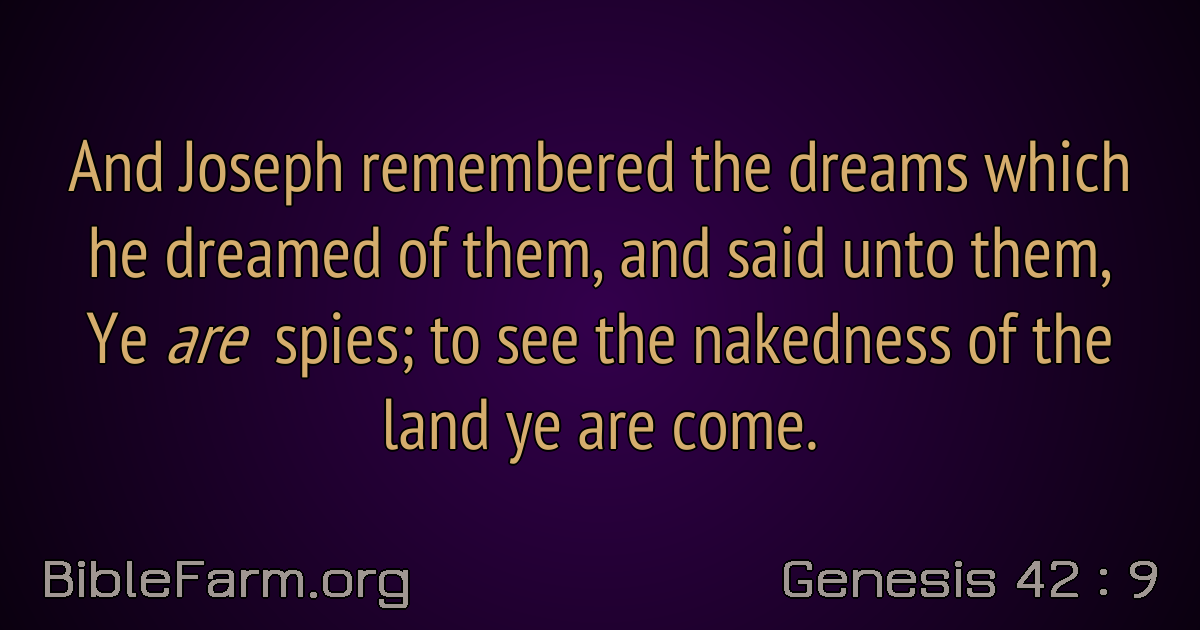 And Joseph remembered the dreams which
he dreamed of them, and said unto them,
Ye are spies; to see the nakedness of the
land ye are come.
BibleFarm.org
Genesis 42 : 9